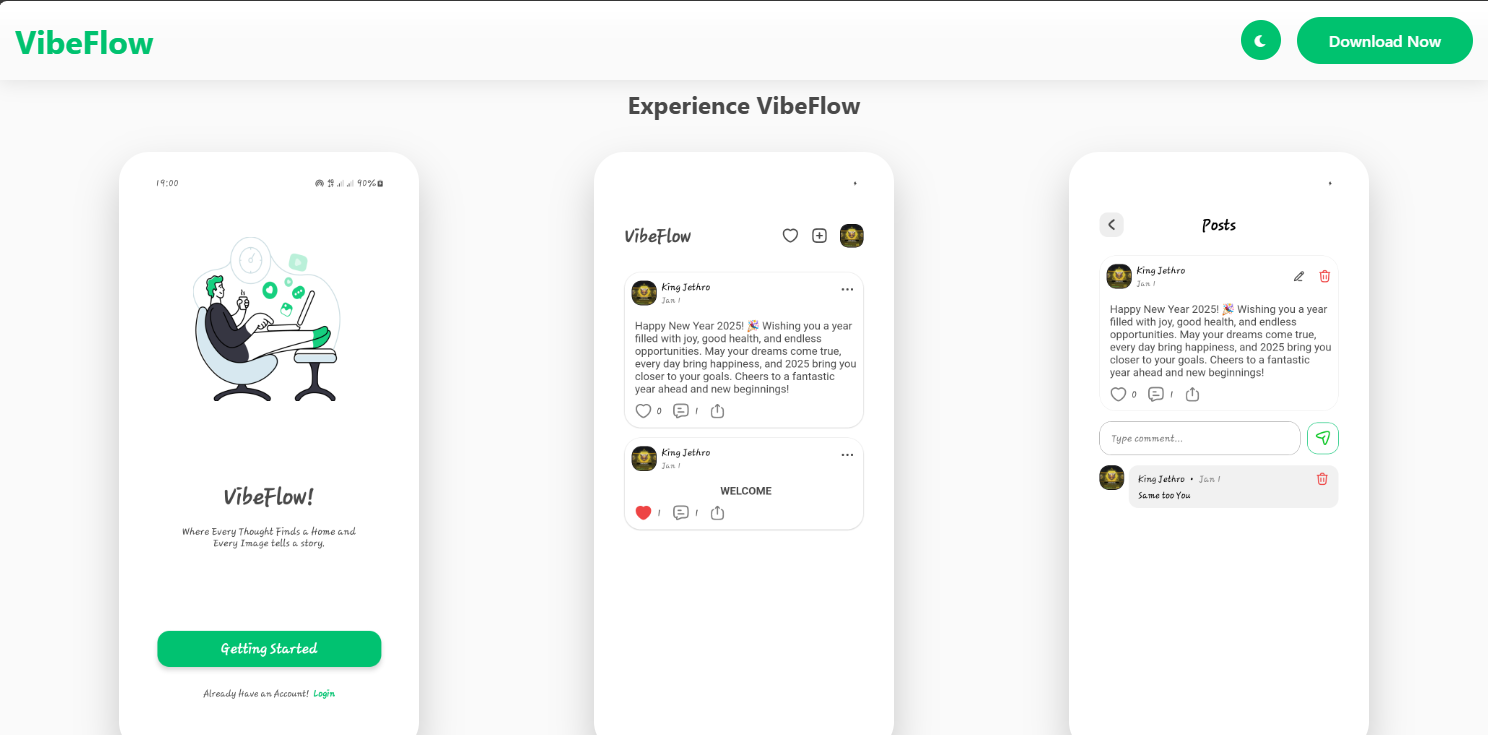 VibeFlow
Download Now
Experience VibeFlow
19:00
90%
VibeFlow!
Where Every Thought Finds a Home and
Every Image tells a story.
Getting Started
Already Have an Account! Login
VibeFlow
King Jethro
Jan 1
Happy New Year 2025! 🎉 Wishing you a year
filled with joy, good health, and endless
opportunities. May your dreams come true,
every day bring happiness, and 2025 bring you
closer to your goals. Cheers to a fantastic
year ahead and new beginnings!
0 1
King Jethro
Jan 1
WELCOME
1 1
Posts
King Jethro
Jan 1
Happy New Year 2025! 🎉 Wishing you a year
filled with joy, good health, and endless
opportunities. May your dreams come true,
every day bring happiness, and 2025 bring you
closer to your goals. Cheers to a fantastic
year ahead and new beginnings!
0 1
Type comment...
King Jethro • Jan 1
Same too You